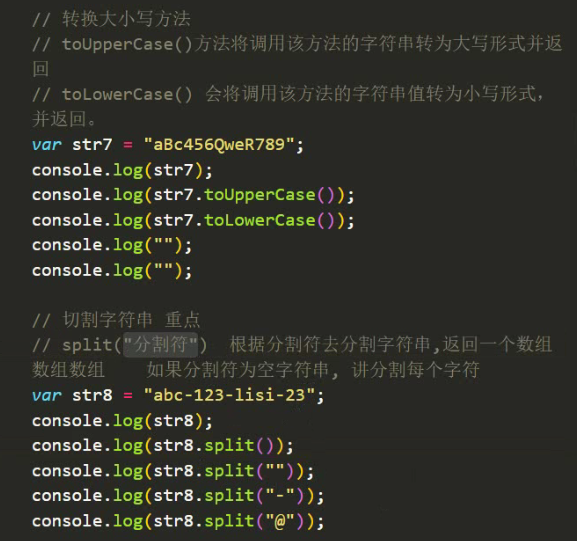 // 转换大小写方法
// toUpperCase()方法将调用该方法的字符串转为大写形式并返
回
// toLowerCase() 会将调用该方法的字符串值转为小写形式，
并返回。
var str7 = "aBc456QweR789";
console.log(str7);
console.log(str7.toUpperCase());
console.log(str7.toLowerCase());
console.log("");
console.log("");
// 切割字符串 重点
// split("分割符")  根据分割符去分割字符串,返回一个数组
数组数组    如果分割符为空字符串, 讲分割每个字符
var str8 = "abc-123-lisi-23";
console.log(str8);
console.log(str8.split());
console.log(str8.split(""));
console.log(str8.split("-"));
console.log(str8.split("@"));